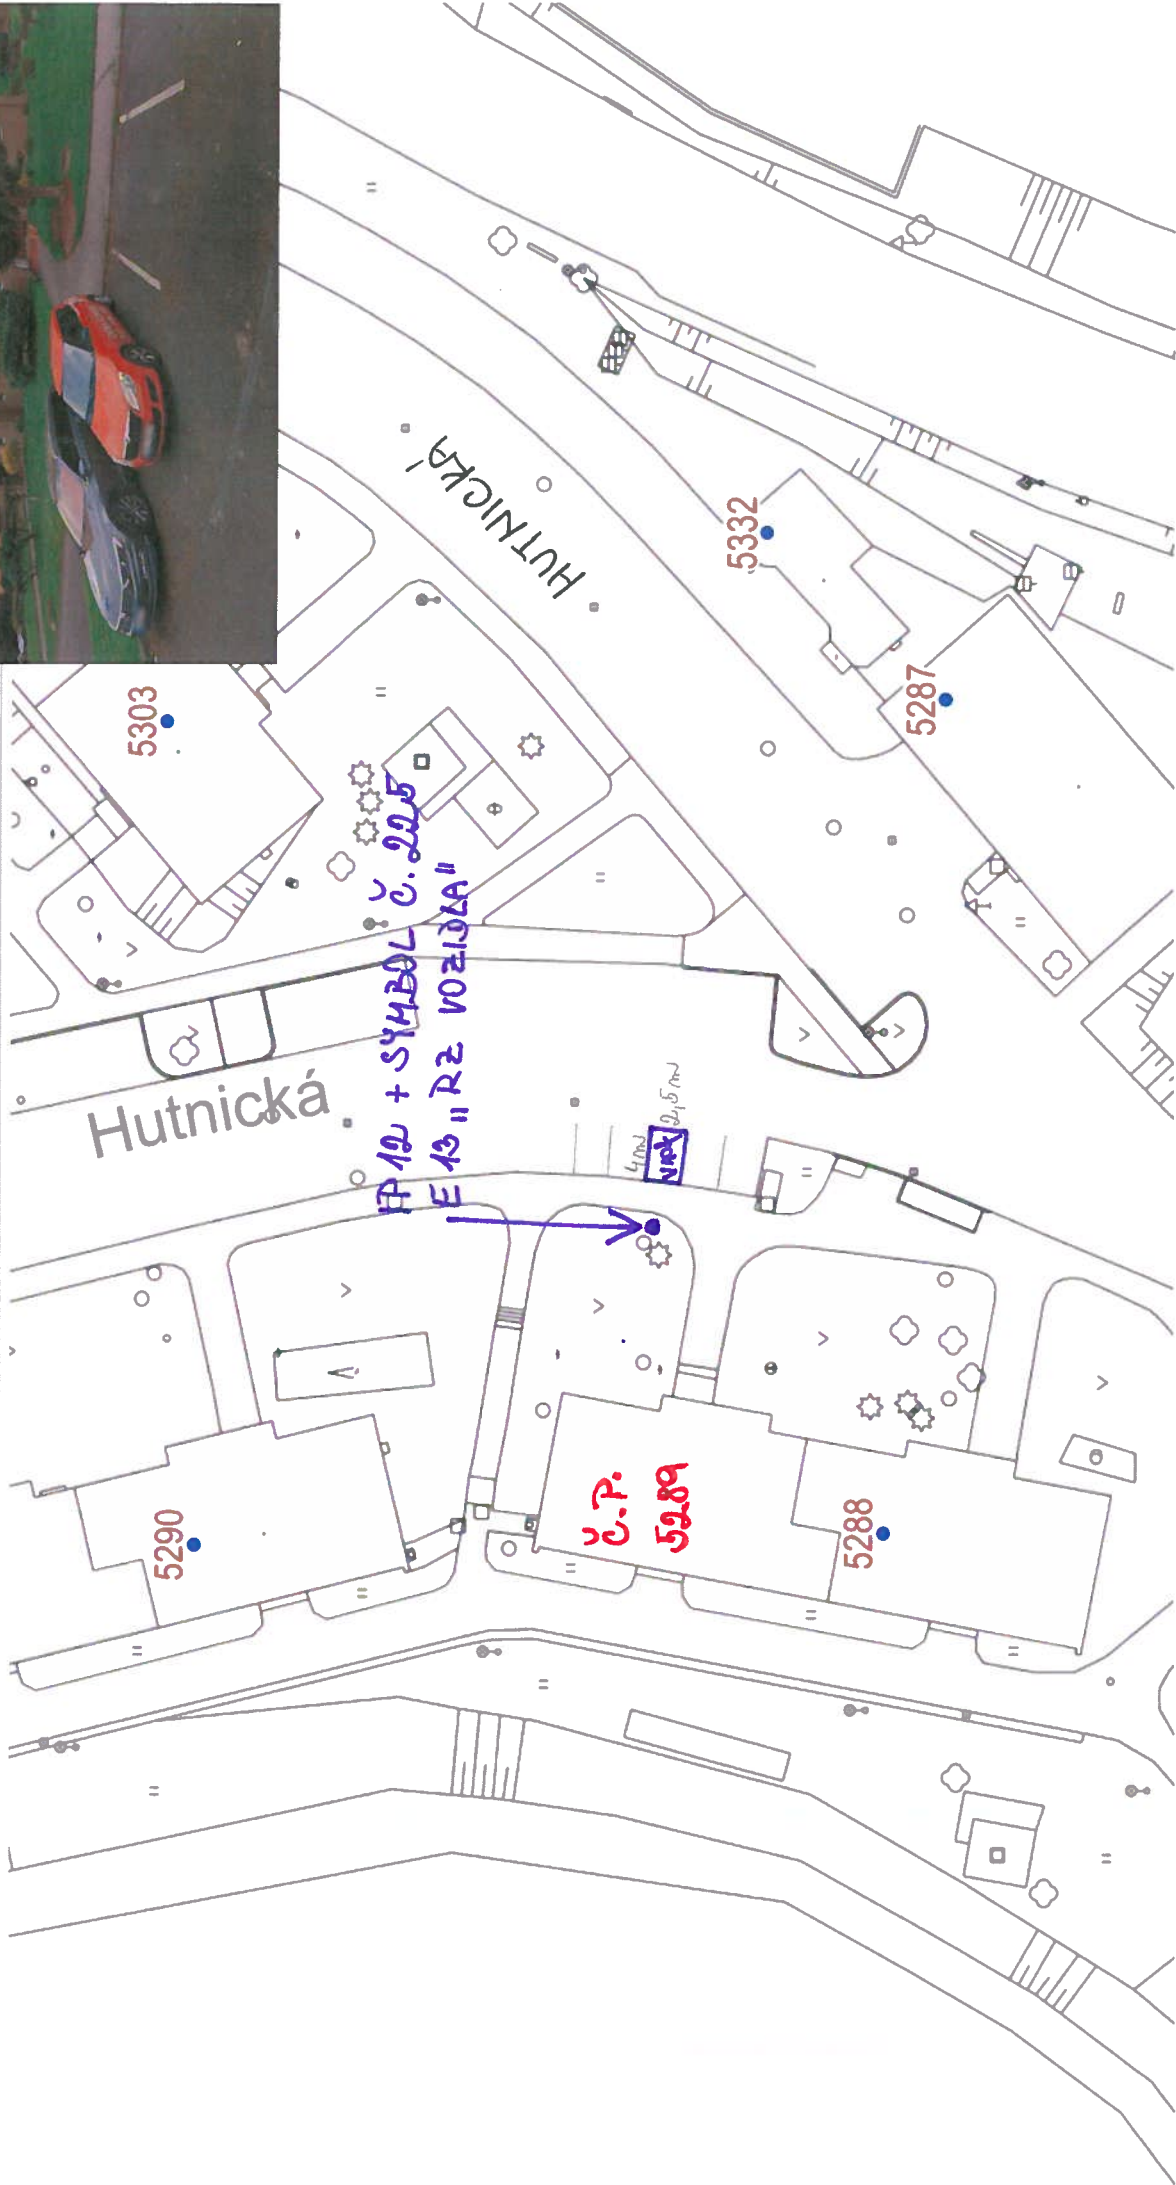 HUTNICKÁ
5332
5287
5303
IP 12 + SYMBOL Č. 225
E 13 "RZ VOZIDLA"
Hutnická
4m
2,5m
Č.P.
5289
5290
5288